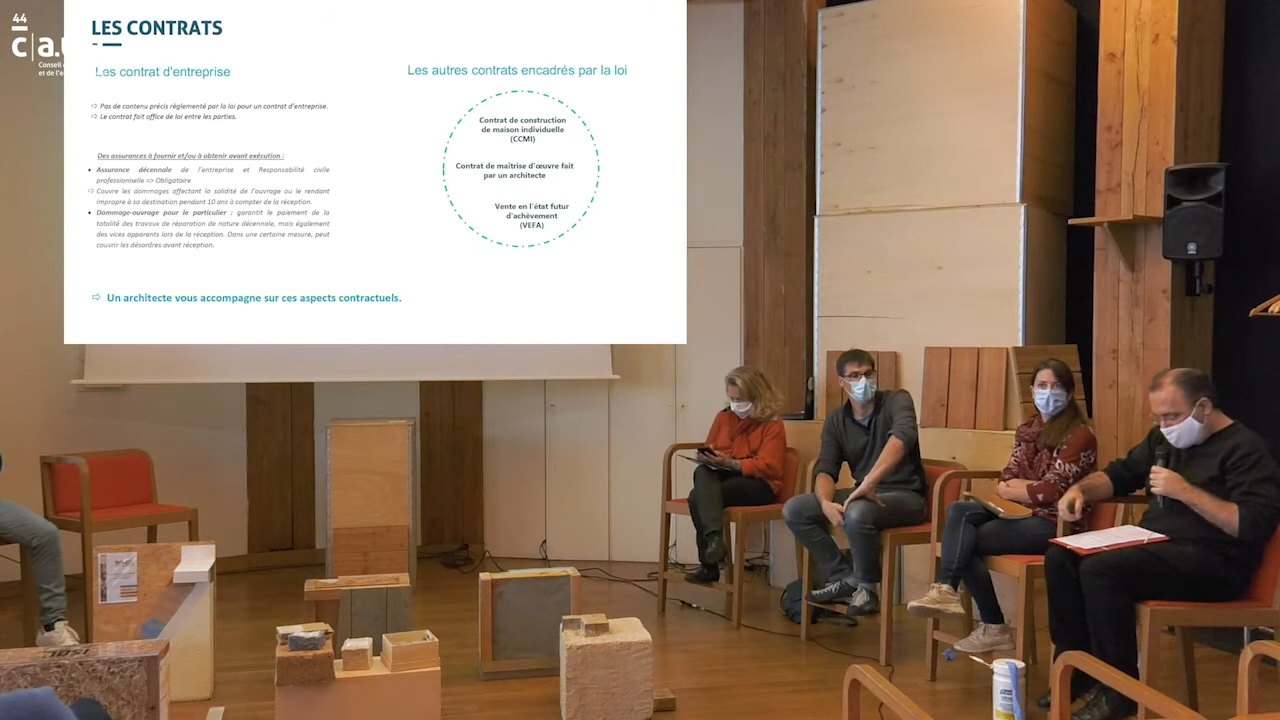 44
c|a.u
Conseil
et de l'e
LES CONTRATS
Les contrat d'entreprise
Pas de contenu précis règlementé par la loi pour un contrat d'entreprise.
Le contrat fait office de loi entre les parties.
Des assurances à fournir et/ou à obtenir avant exécution :
Assurance décennale de l'entreprise et Responsabilité civile
professionnelle => Obligatoire
Couvre les dommages affectant la solidité de l'ouvrage ou le rendant
impropre à sa destination pendant 10 ans à compter de la réception.
Dommage-ouvrage pour le particulier : garantit le paiement de la
totalité des travaux de réparation de nature décennale, mais également
des vices apparents lors de la réception. Dans une certaine mesure, peut
couvrir les désordres avant réception.
Un architecte vous accompagne sur ces aspects contractuels.
Les autres contrats encadrés par la loi
Contrat de construction
de maison individuelle
(CCMI)
Contrat de maîtrise d'œuvre fait
par un architecte
Vente en l'état futur
d'achèvement
(VEFA)